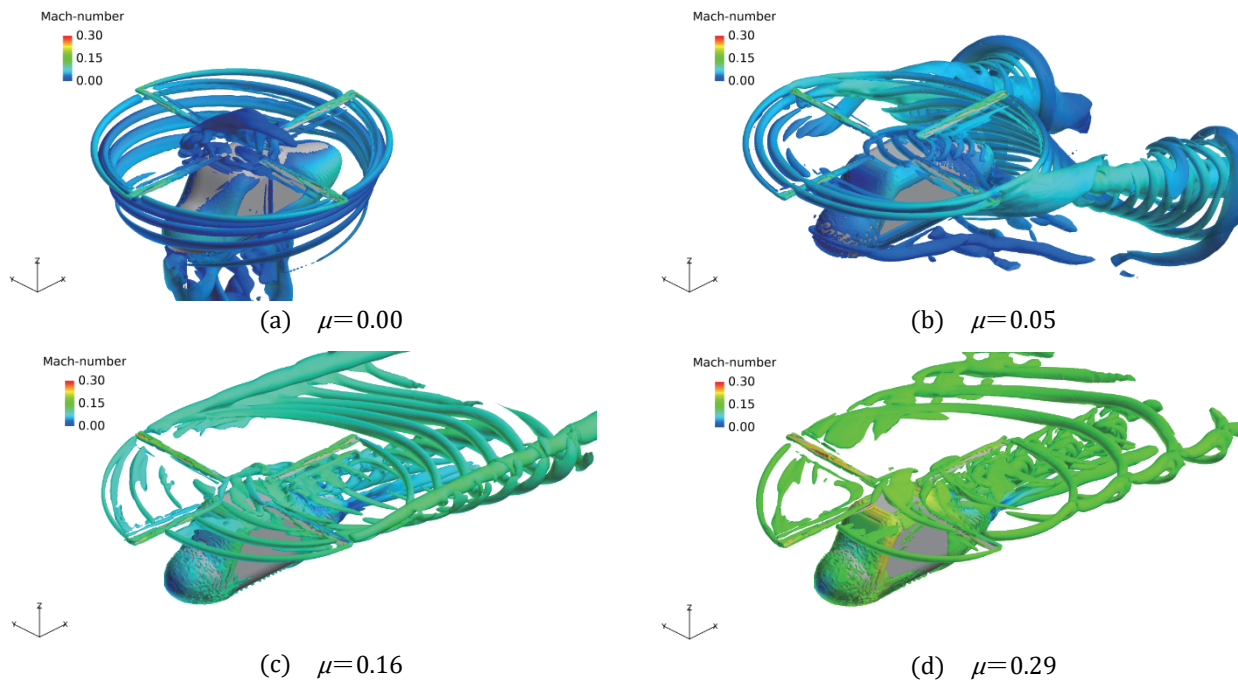 Mach-number
0.30
0.15
0.00
Z
Y
X
(a) μ=0.00
Mach-number
0.30
0.15
0.00
Z
Y
X
(b) μ=0.05
Mach-number
0.30
0.15
0.00
Z
Y
X
(c) μ=0.16
Mach-number
0.30
0.15
0.00
Z
Y
X
(d) μ=0.29